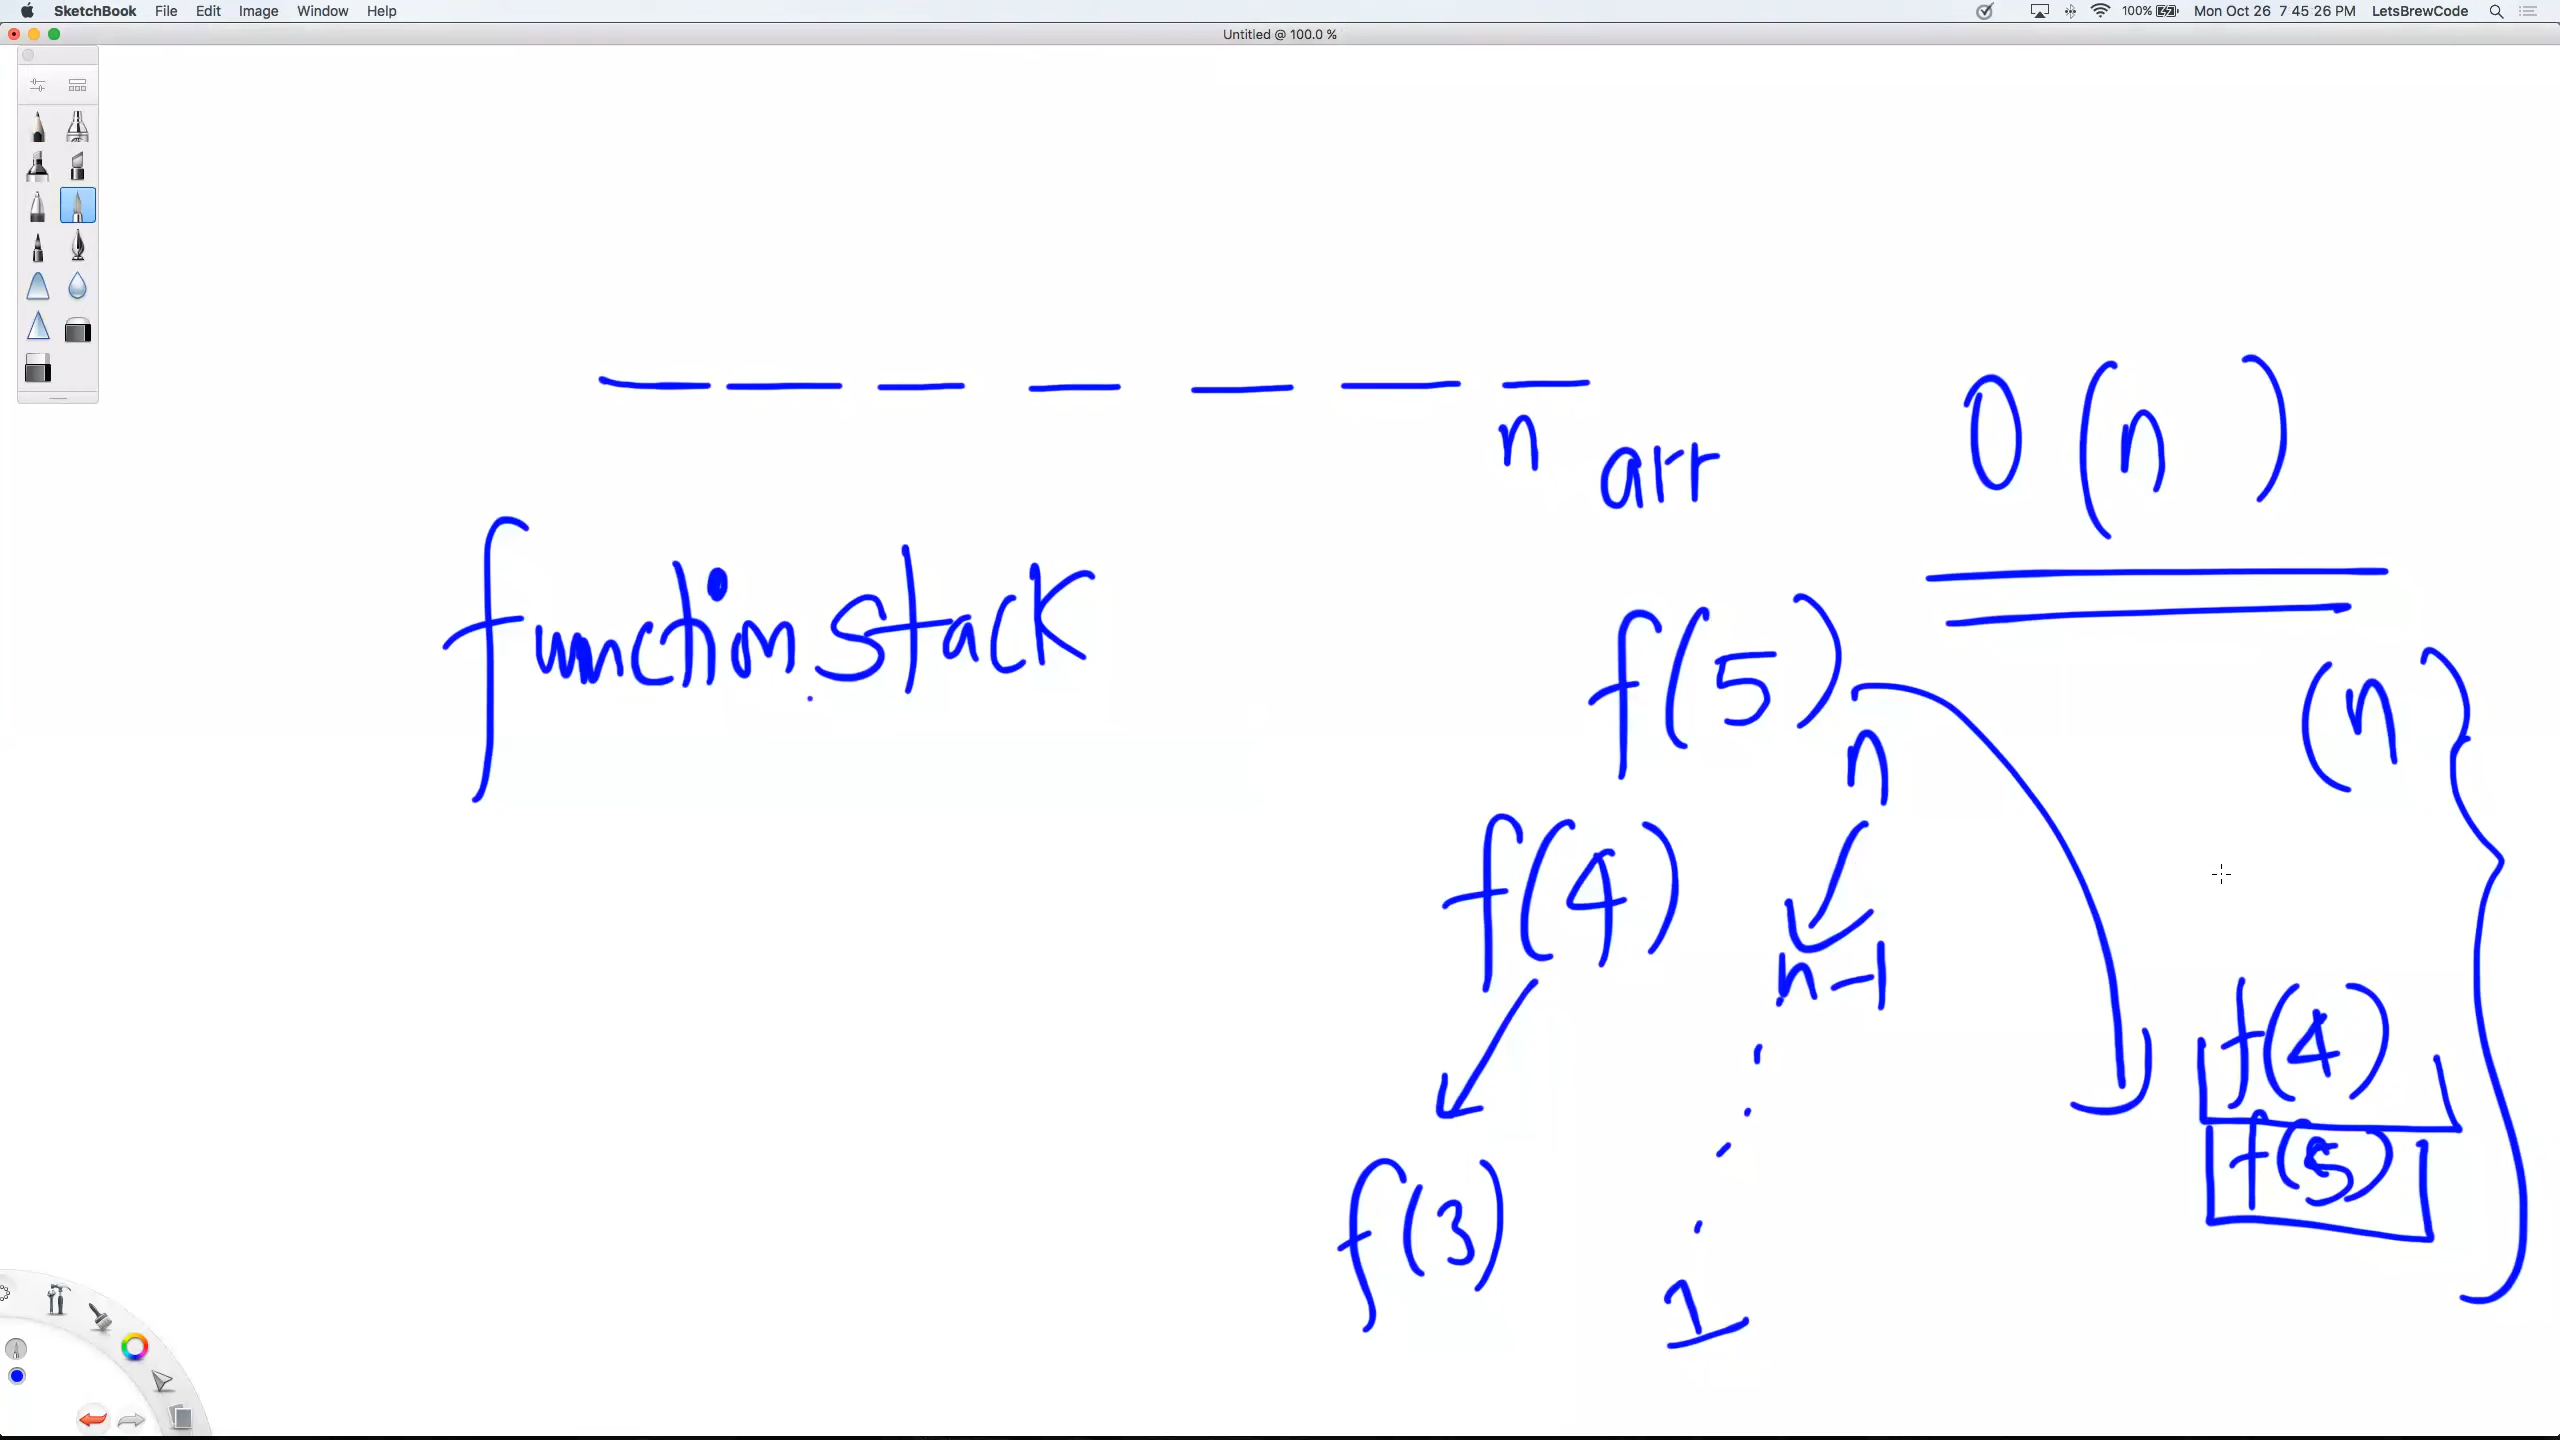 SketchBook File Edit Image Window Help 100% Mon Oct 26 7 45 26 PM LetsBrewCode
Untitled @ 100.0 %
n arr
O(n)
function stack
f(5)
n
(n)
f(4)
n-1
f(4)
f(5)
f(3)
1